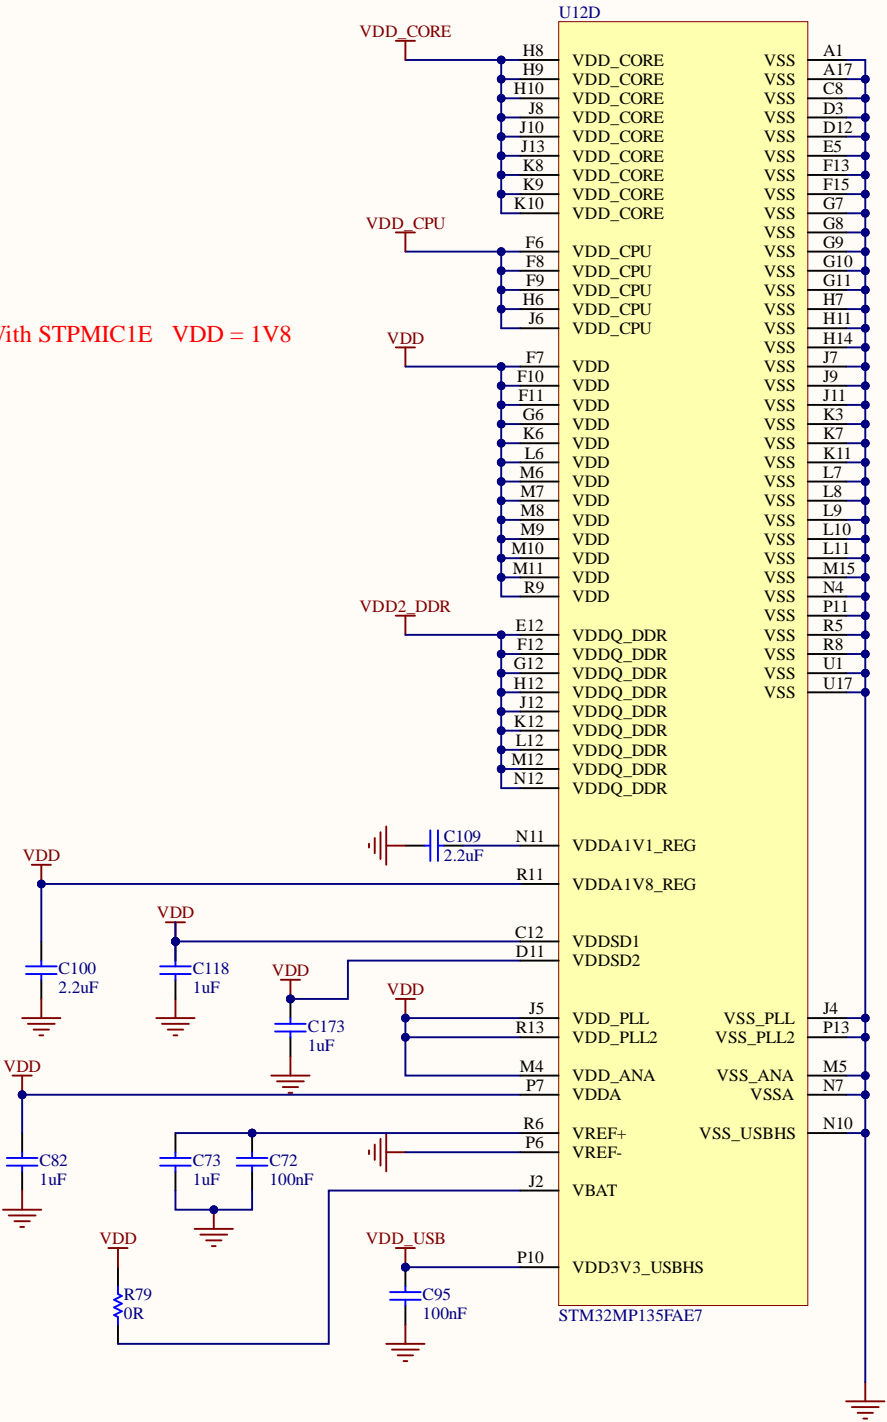 U12D
VDD_CORE
H8 VDD_CORE VSS A1
H9 VDD_CORE VSS A17
H10 VDD_CORE VSS C8
J8 VDD_CORE VSS D3
J10 VDD_CORE VSS D12
J13 VDD_CORE VSS E5
K8 VDD_CORE VSS F13
K9 VDD_CORE VSS F15
K10 VDD_CORE VSS G7
VDD_CPU
VSS G8
F6 VDD_CPU VSS G9
F8 VDD_CPU VSS G10
F9 VDD_CPU VSS G11
H6 VDD_CPU VSS H7
J6 VDD_CPU VSS H11
With STPMIC1E VDD = 1V8
VDD
VSS H14
F7 VDD VSS J7
F10 VDD VSS J9
F11 VDD VSS J11
G6 VDD VSS K3
K6 VDD VSS K7
L6 VDD VSS K11
M6 VDD VSS L7
M7 VDD VSS L8
M8 VDD VSS L9
M9 VDD VSS L10
M10 VDD VSS L11
M11 VDD VSS M15
R9 VDD VSS N4
VDD2_DDR
VSS P11
E12 VDDQ_DDR VSS R5
F12 VDDQ_DDR VSS R8
G12 VDDQ_DDR VSS U1
H12 VDDQ_DDR VSS U17
J12 VDDQ_DDR
K12 VDDQ_DDR
L12 VDDQ_DDR
M12 VDDQ_DDR
N12 VDDQ_DDR
C109 N11 VDDA1V1_REG
2.2uF
VDD
R11 VDDA1V8_REG
VDD
C12 VDDSD1
D11 VDDSD2
C100
2.2uF
C118
1uF
VDD
VDD
J5 VDD_PLL VSS_PLL J4
R13 VDD_PLL2 VSS_PLL2 P13
C173
1uF
VDD
M4 VDD_ANA VSS_ANA M5
P7 VDDA VSSA N7
R6 VREF+ VSS_USBHS N10
P6 VREF-
C82
1uF
C73
1uF
C72
100nF
J2 VBAT
VDD
VDD_USB
P10 VDD3V3_USBHS
R79
0R
C95
100nF
STM32MP135FAE7